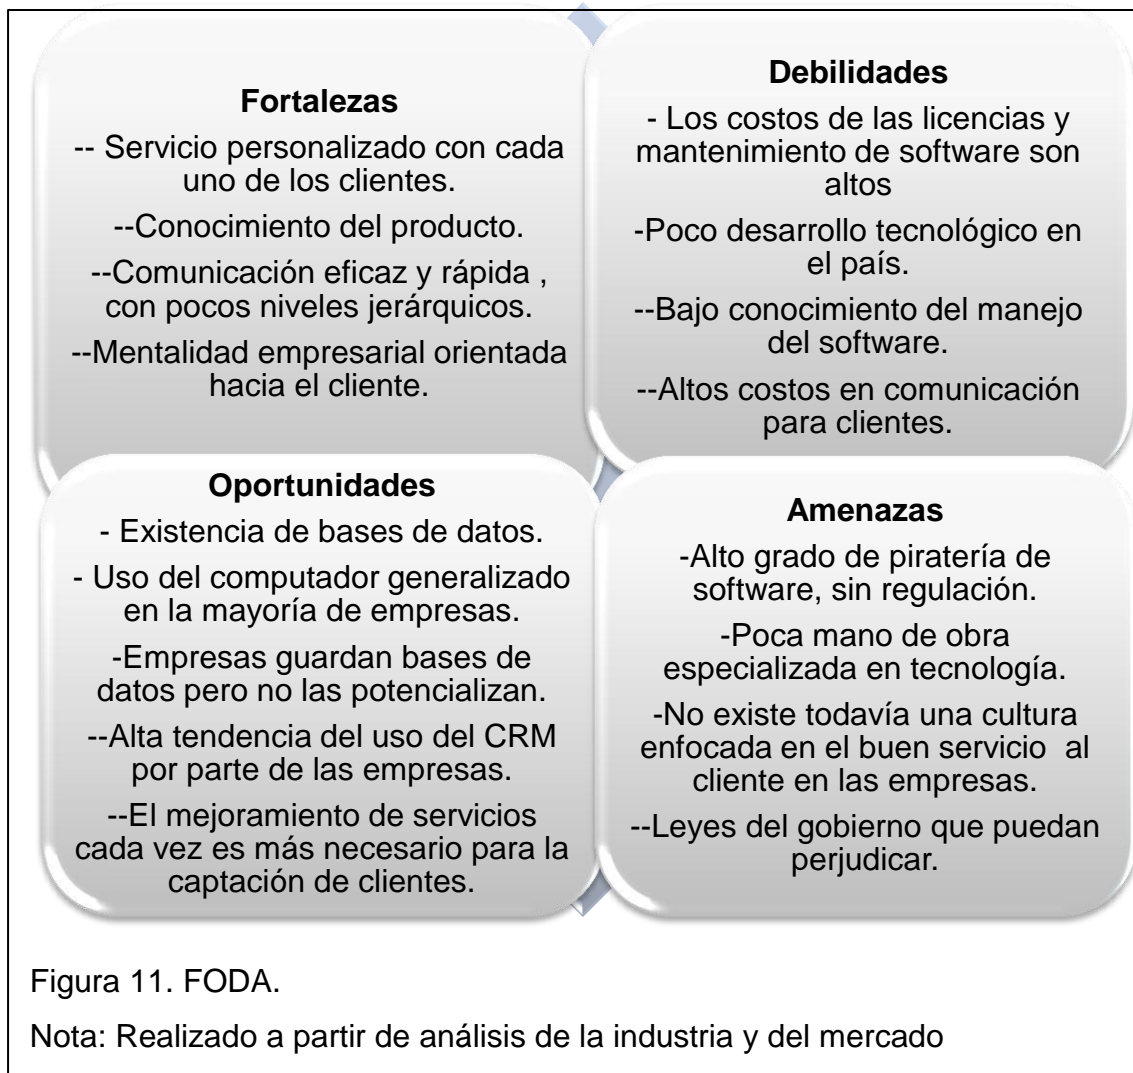 Fortalezas
-- Servicio personalizado con cada
uno de los clientes.
--Conocimiento del producto.
--Comunicación eficaz y rápida ,
con pocos niveles jerárquicos.
--Mentalidad empresarial orientada
hacia el cliente.
Debilidades
- Los costos de las licencias y
mantenimiento de software son
altos
-Poco desarrollo tecnológico en
el país.
--Bajo conocimiento del manejo
del software.
--Altos costos en comunicación
para clientes.
Oportunidades
- Existencia de bases de datos.
- Uso del computador generalizado
en la mayoría de empresas.
-Empresas guardan bases de
datos pero no las potencializan.
--Alta tendencia del uso del CRM
por parte de las empresas.
--El mejoramiento de servicios
cada vez es más necesario para la
captación de clientes.
Amenazas
-Alto grado de piratería de
software, sin regulación.
-Poca mano de obra
especializada en tecnología.
-No existe todavía una cultura
enfocada en el buen servicio  al
cliente en las empresas.
--Leyes del gobierno que puedan
perjudicar.
Figura 11. FODA.
Nota: Realizado a partir de análisis de la industria y del mercado